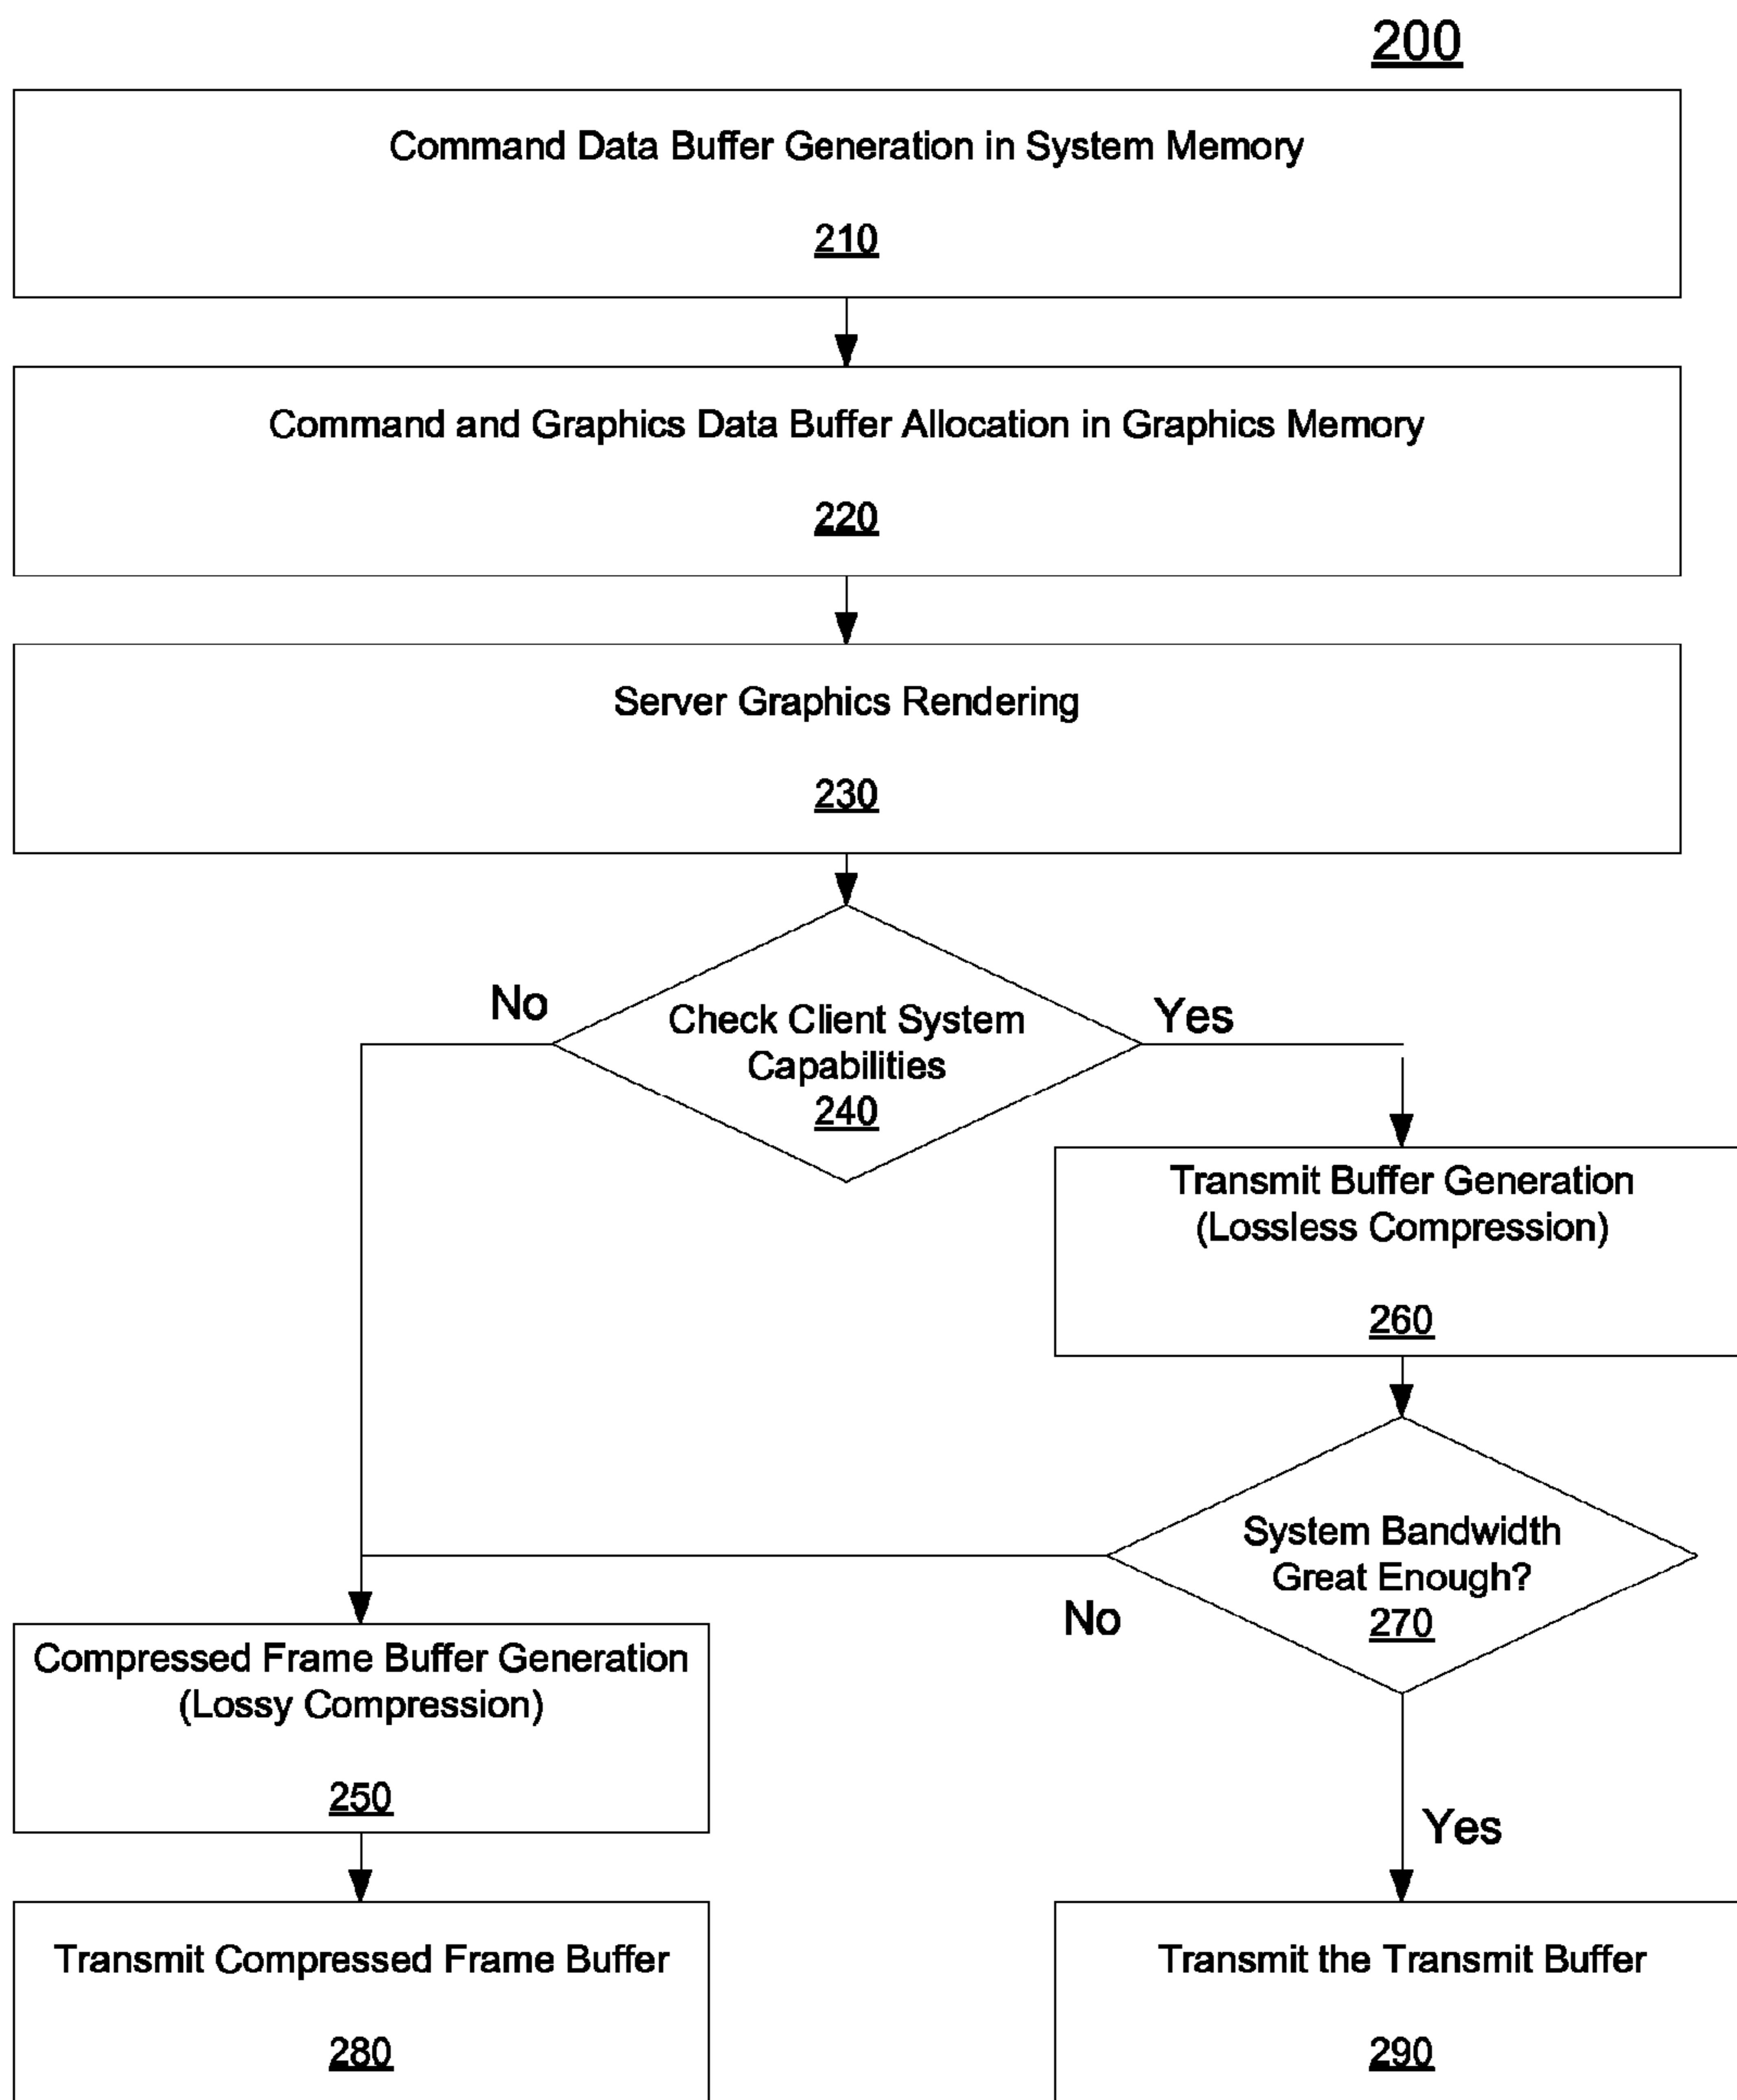 200
Command Data Buffer Generation in System Memory
210
Command and Graphics Data Buffer Allocation in Graphics Memory
220
Server Graphics Rendering
230
No
Yes
Check Client System
Capabilities
240
Transmit Buffer Generation
(Lossless Compression)
260
System Bandwidth
Great Enough?
270
No
Compressed Frame Buffer Generation
(Lossy Compression)
250
Yes
Transmit Compressed Frame Buffer
280
Transmit the Transmit Buffer
290